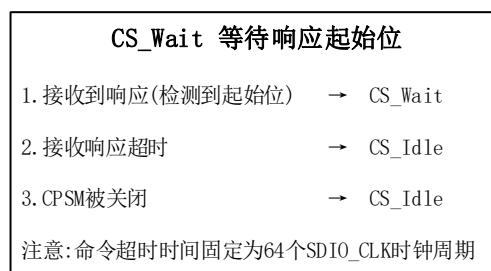 CS_Wait 等待响应起始位
1.接收到响应(检测到起始位) → CS_Wait
2.接收响应超时 → CS_Idle
3.CPSM被关闭 → CS_Idle
注意:命令超时时间固定为64个SDIO_CLK时钟周期